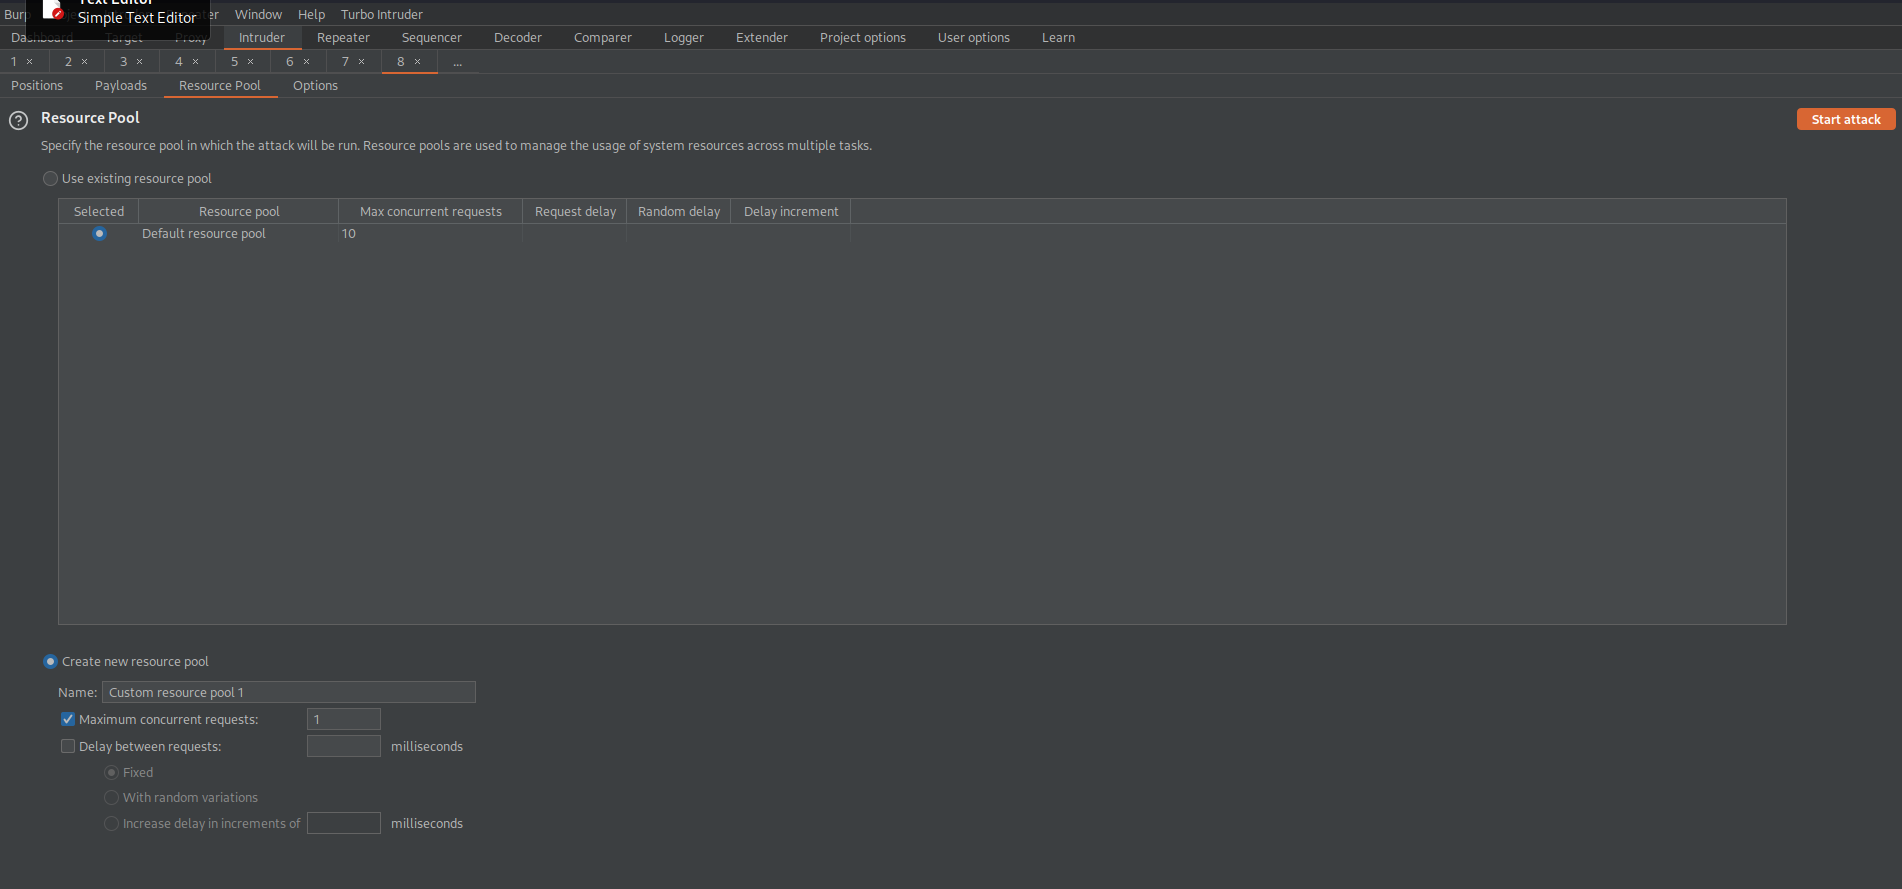 Text Editor
Simple Text Editor
Burp Window Help Turbo Intruder
Dashboard Target Proxy Intruder Repeater Sequencer Decoder Comparer Logger Extender Project options User options Learn
1 × 2 × 3 × 4 × 5 × 6 × 7 × 8 × ...
Positions Payloads Resource Pool Options
? Resource Pool Start attack
Specify the resource pool in which the attack will be run. Resource pools are used to manage the usage of system resources across multiple tasks.
Use existing resource pool
Selected Resource pool Max concurrent requests Request delay Random delay Delay increment
Default resource pool 10
Create new resource pool
Name: Custom resource pool 1
Maximum concurrent requests: 1
Delay between requests: milliseconds
Fixed
With random variations
Increase delay in increments of milliseconds